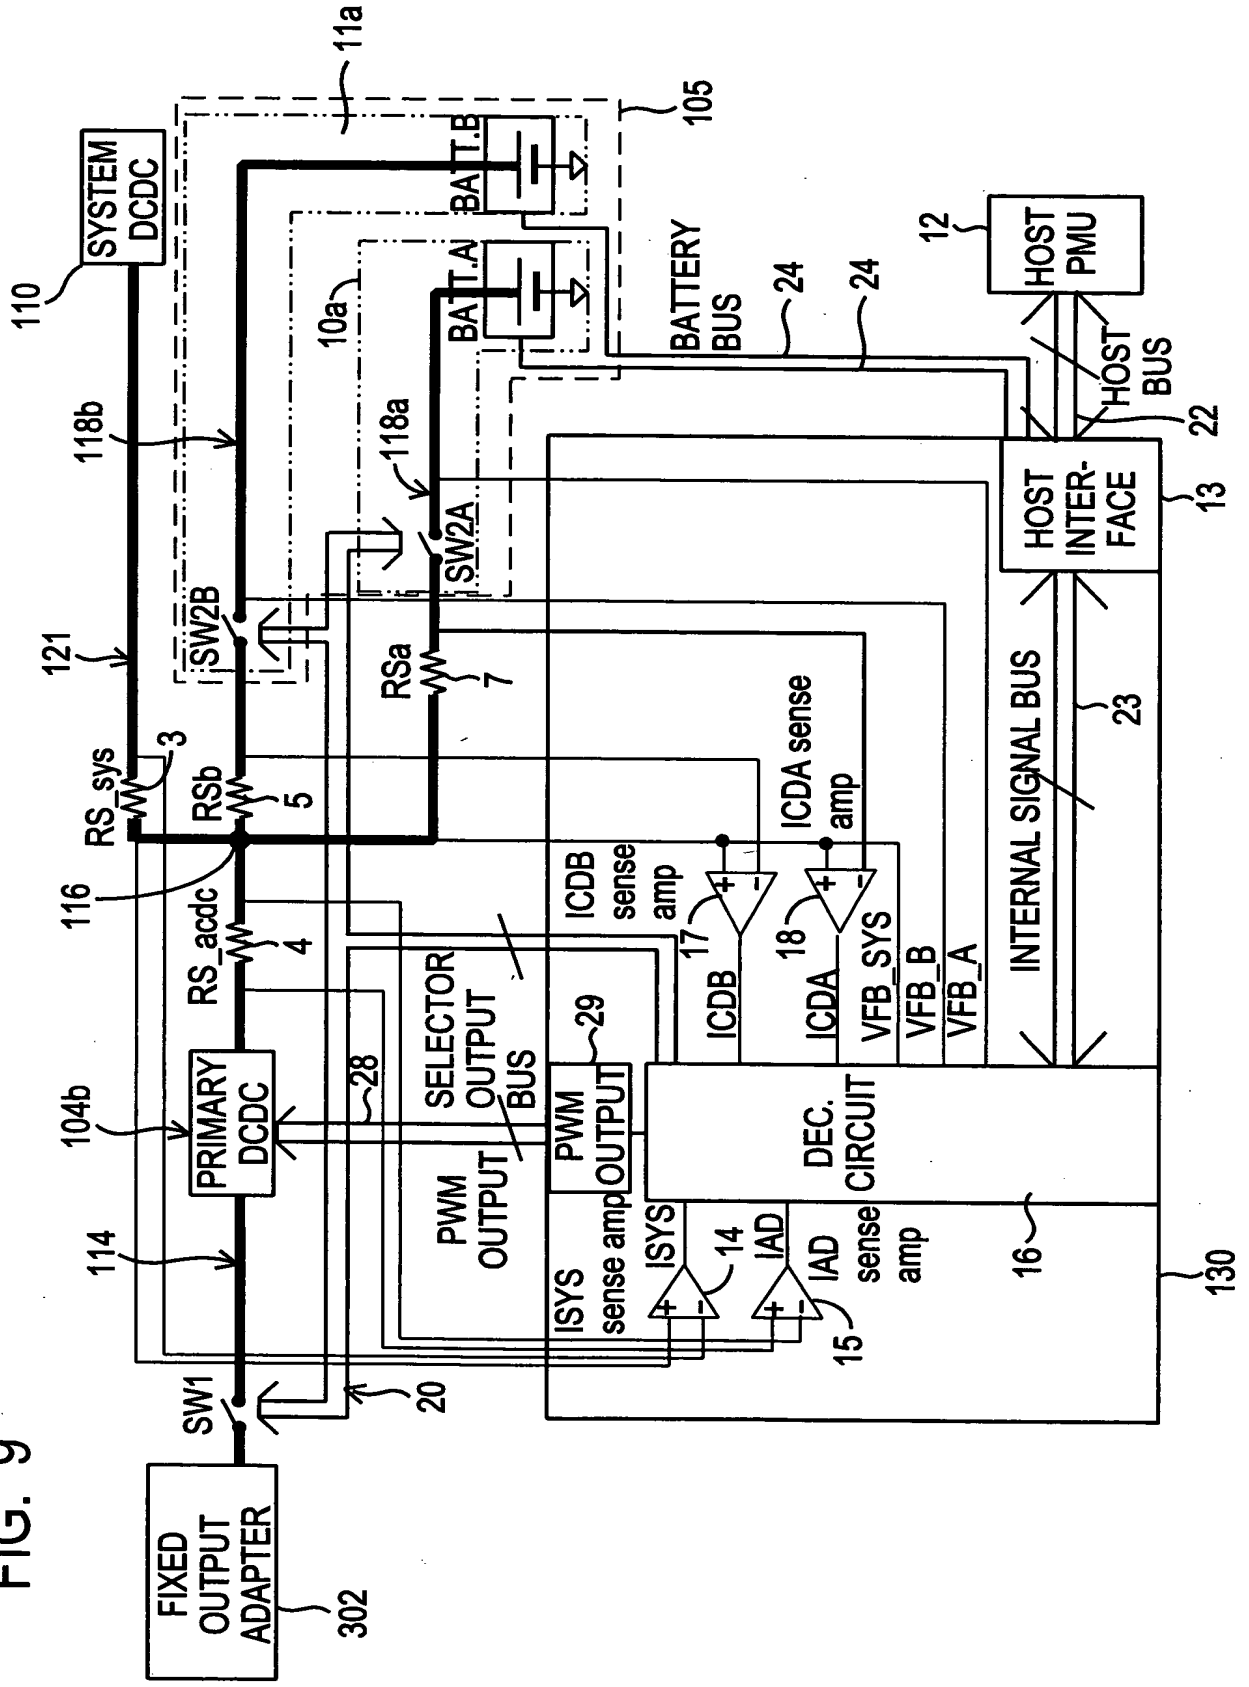 FIG. 9
FIXED
OUTPUT
ADAPTER
302
SW1
114
104b
PRIMARY
DCDC
RS_acdc
4
116
RS_sys
3
121
RSb
5
SW2B
118b
110
SYSTEM
DCDC
11a
105
BATT.B
10a
BATT.A
118a
SW2A
RSa
7
20
28
PWM
OUTPUT
SELECTOR
OUTPUT
BUS
BATTERY
BUS
24
24
12
HOST
PMU
HOST
BUS
22
HOST
INTER-
FACE
13
INTERNAL SIGNAL BUS
23
ICDA sense
amp
+
-
18
ICDA
ICDB
sense
amp
+
-
17
ICDB
VFB_SYS
VFB_B
VFB_A
29
PWM
OUTPUT
DEC.
CIRCUIT
16
ISYS
sense amp
ISYS
+
-
14
IAD
+
-
15
IAD
sense
amp
130